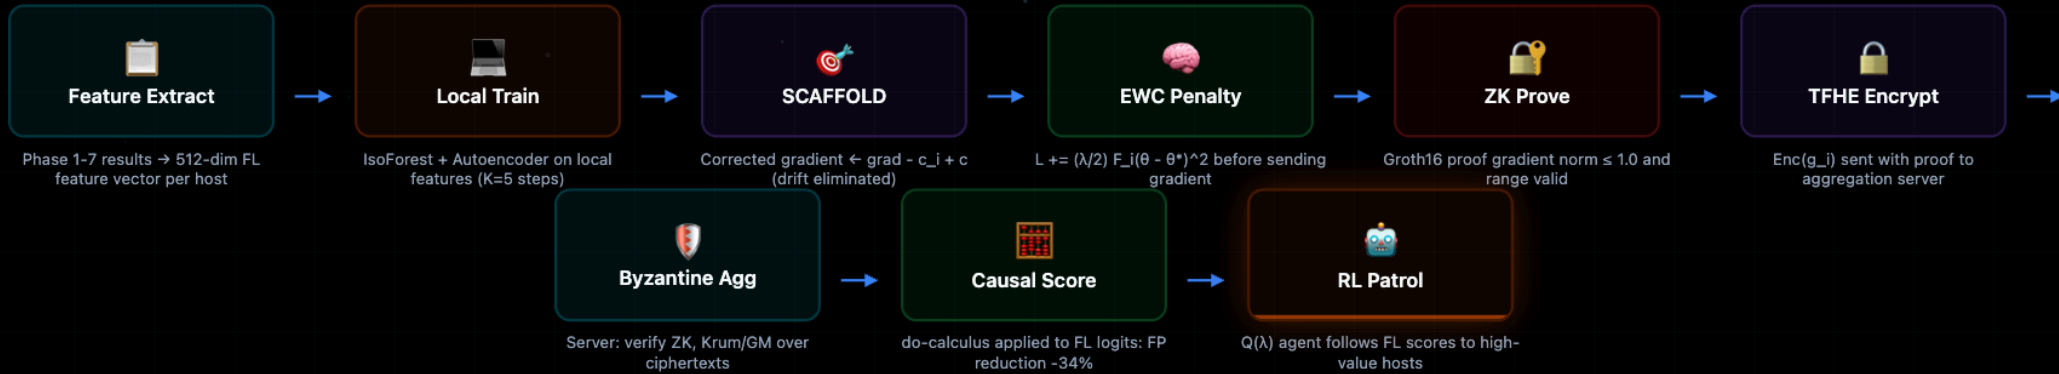 Feature Extract
Phase 1-7 results → 512-dim FL
feature vector per host
Local Train
IsoForest + Autoencoder on local
features (K=5 steps)
SCAFFOLD
Corrected gradient ← grad - c_i + c
(drift eliminated)
EWC Penalty
L += (λ/2) F_i(θ - θ*)^2 before sending
gradient
ZK Prove
Groth16 proof gradient norm ≤ 1.0 and
range valid
TFHE Encrypt
Enc(g_i) sent with proof to
aggregation server
Byzantine Agg
Server: verify ZK, Krum/GM over
ciphertexts
Causal Score
do-calculus applied to FL logits: FP
reduction -34%
RL Patrol
Q(λ) agent follows FL scores to high-
value hosts